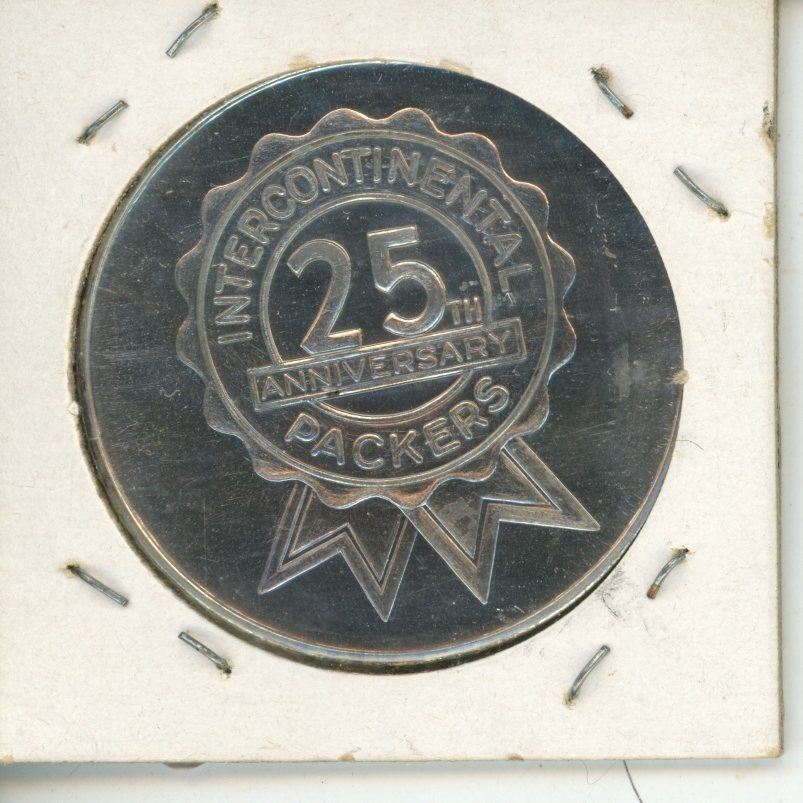 INTERCONTINENTAL
25TH
ANNIVERSARY
PACKERS